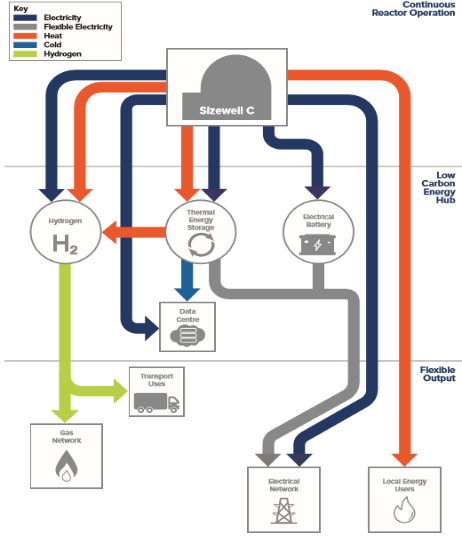 Key
Electricity
Flexible Electricity
Heat
Cold
Hydrogen
Continuous
Reactor Operation
Sizewell C
Low
Carbon
Energy
Hub
Hydrogen
H2
Thermal
Energy
Storage
Electrical
Battery
Data
Centre
Flexible
Output
Transport
Uses
Gas
Network
Electrical
Network
Local Energy
Users